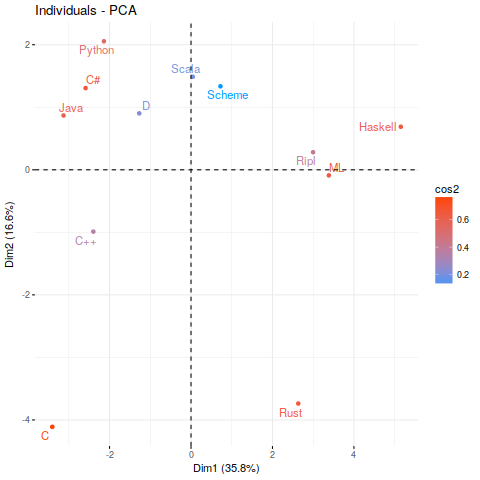 Individuals - PCA
Python
C#
Java
D
Scala
Scheme
Haskell
Ripl
ML
C++
Rust
C
2
0
-2
-4
-2
0
2
4
Dim1 (35.8%)
Dim2 (16.6%)
cos2
0.6
0.4
0.2